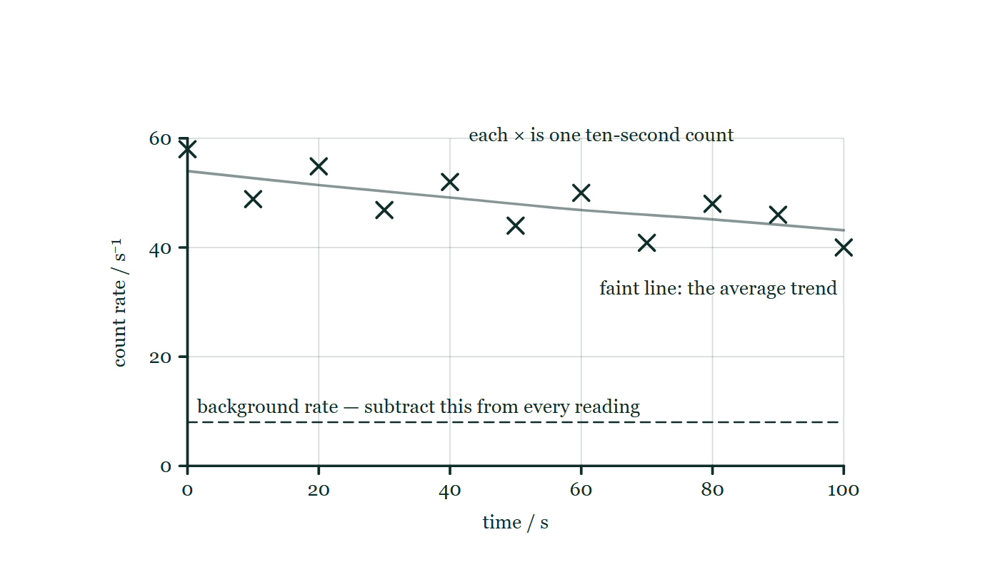 each × is one ten-second count
60
40
20
0
count rate / s⁻¹
faint line: the average trend
background rate — subtract this from every reading
0 20 40 60 80 100
time / s